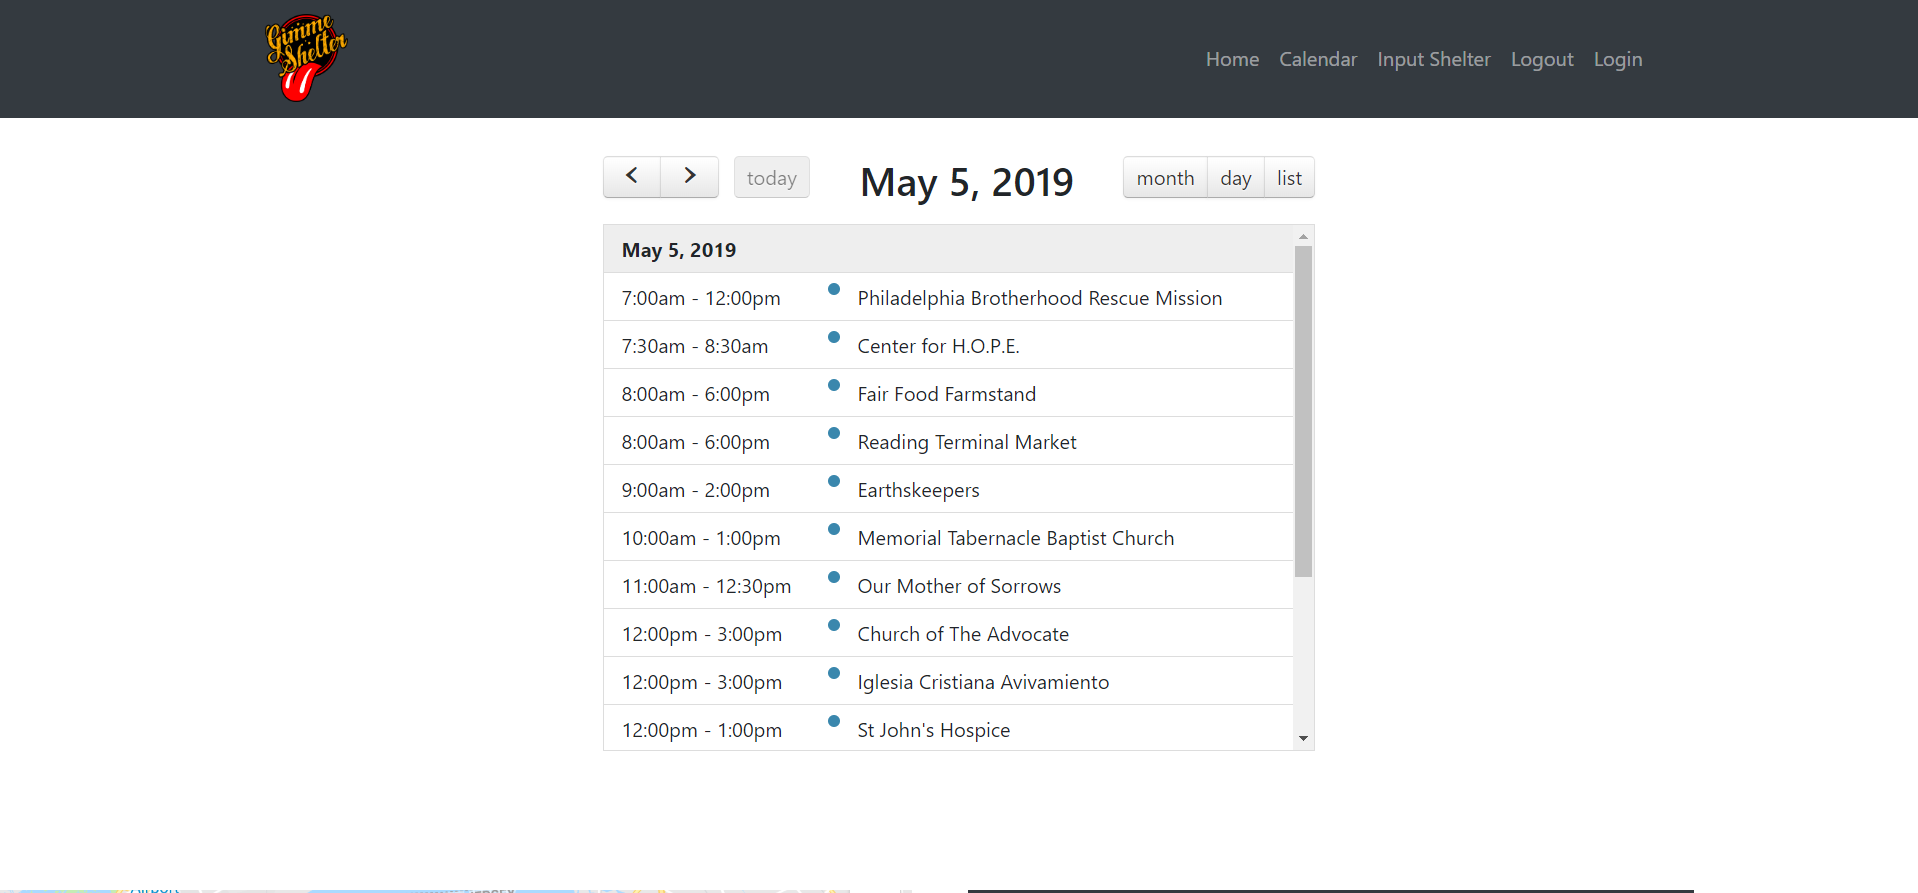 Gimme
Shelter
Home Calendar Input Shelter Logout Login
today May 5, 2019 month day list
May 5, 2019
7:00am - 12:00pm Philadelphia Brotherhood Rescue Mission
7:30am - 8:30am Center for H.O.P.E.
8:00am - 6:00pm Fair Food Farmstand
8:00am - 6:00pm Reading Terminal Market
9:00am - 2:00pm Earthskeepers
10:00am - 1:00pm Memorial Tabernacle Baptist Church
11:00am - 12:30pm Our Mother of Sorrows
12:00pm - 3:00pm Church of The Advocate
12:00pm - 3:00pm Iglesia Cristiana Avivamiento
12:00pm - 1:00pm St John's Hospice
Airport